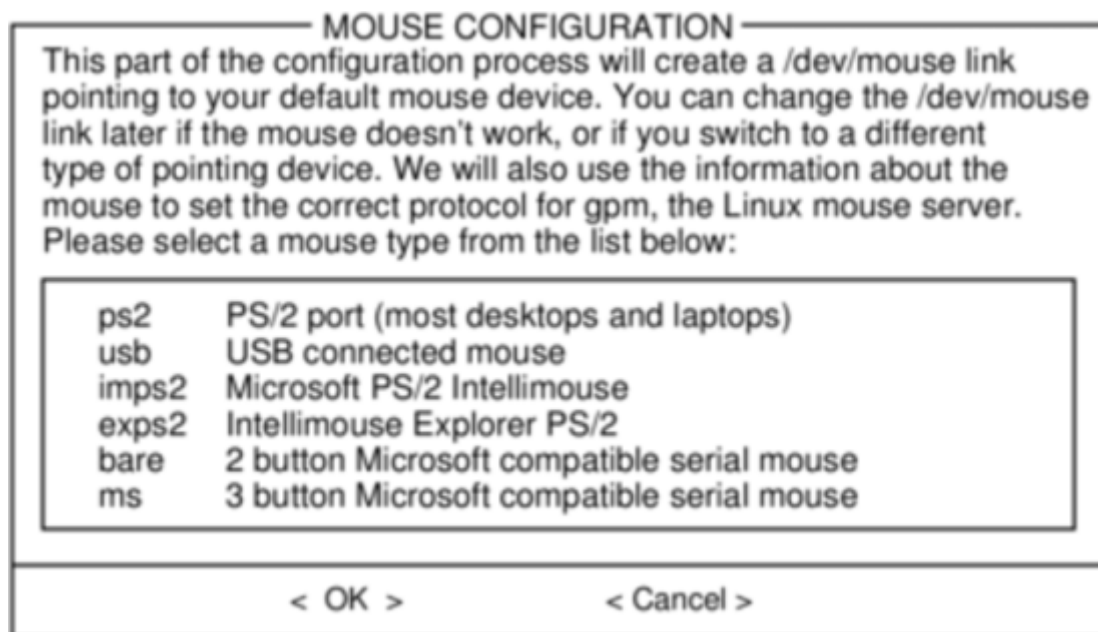 MOUSE CONFIGURATION
This part of the configuration process will create a /dev/mouse link
pointing to your default mouse device. You can change the /dev/mouse
link later if the mouse doesn't work, or if you switch to a different
type of pointing device. We will also use the information about the
mouse to set the correct protocol for gpm, the Linux mouse server.
Please select a mouse type from the list below:
ps2 PS/2 port (most desktops and laptops)
usb USB connected mouse
imps2 Microsoft PS/2 Intellimouse
exps2 Intellimouse Explorer PS/2
bare 2 button Microsoft compatible serial mouse
ms 3 button Microsoft compatible serial mouse
< OK > < Cancel >